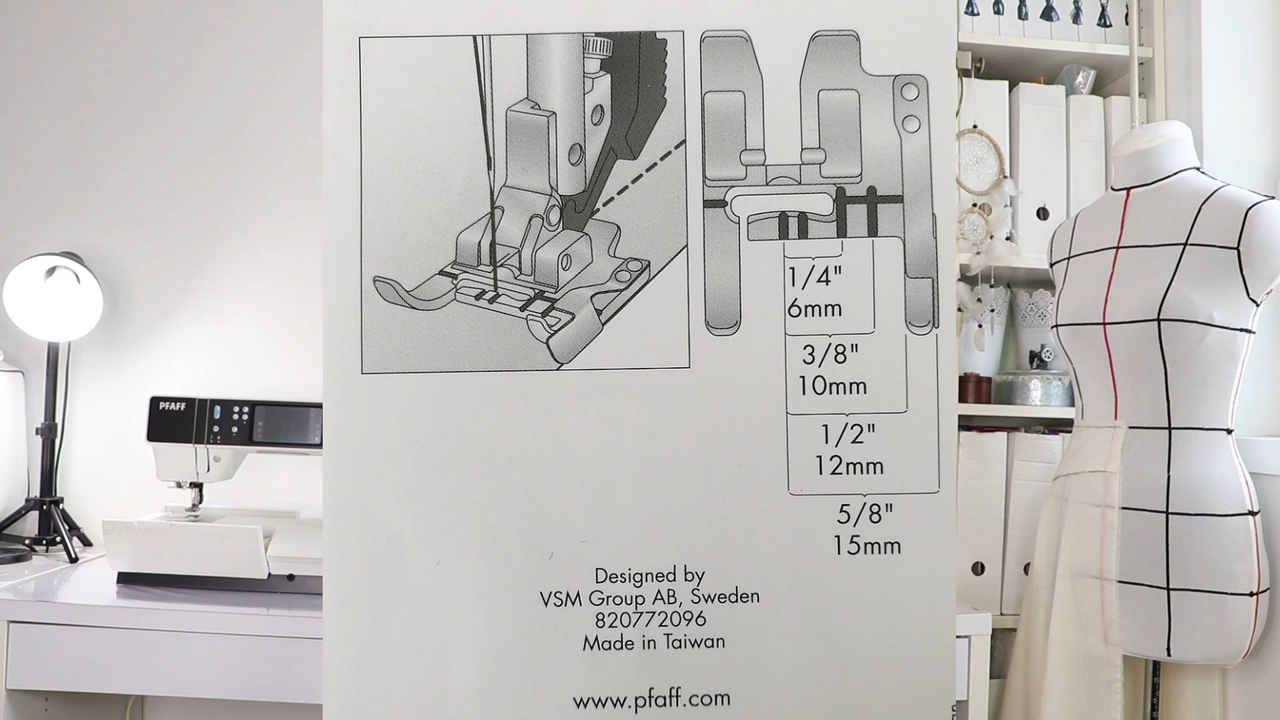 PFAFF
1/4"
6mm
3/8"
10mm
1/2"
12mm
5/8"
15mm
Designed by
VSM Group AB, Sweden
820772096
Made in Taiwan
www.pfaff.com